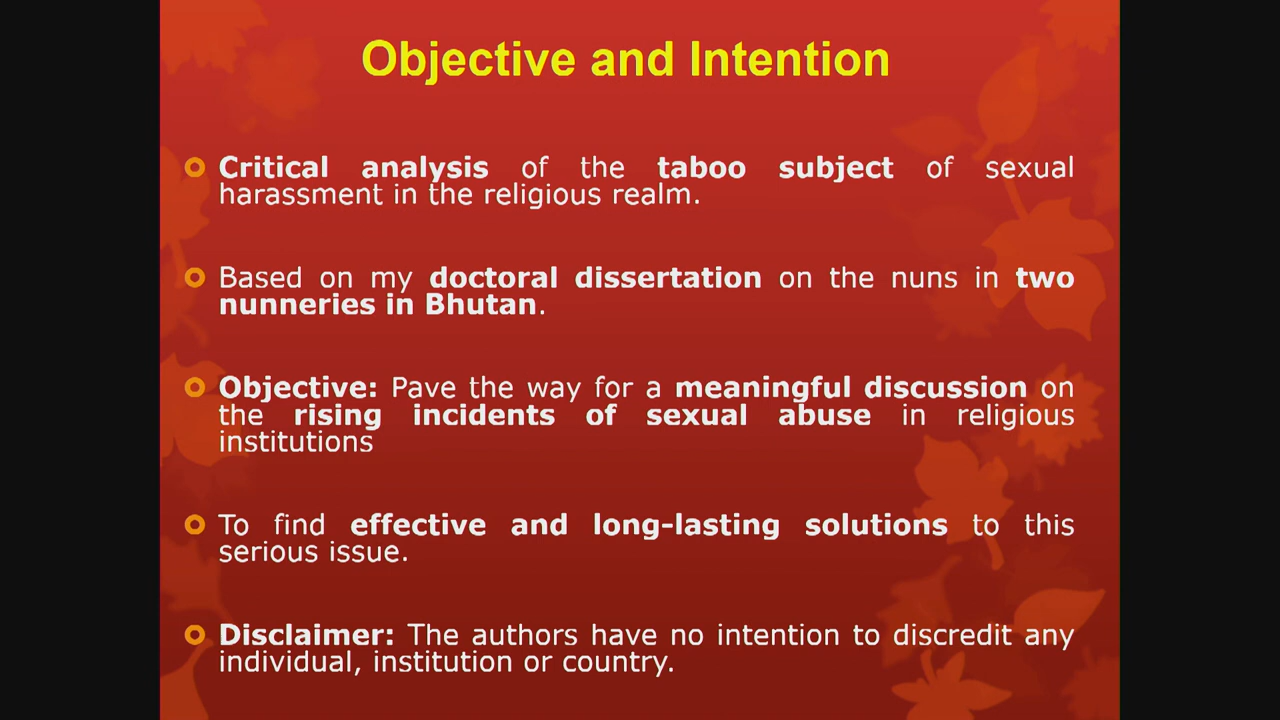 Objective and Intention
Critical analysis of the taboo subject of sexual
harassment in the religious realm.
Based on my doctoral dissertation on the nuns in two
nunneries in Bhutan.
Objective: Pave the way for a meaningful discussion on
the rising incidents of sexual abuse in religious
institutions
To find effective and long-lasting solutions to this
serious issue.
Disclaimer: The authors have no intention to discredit any
individual, institution or country.